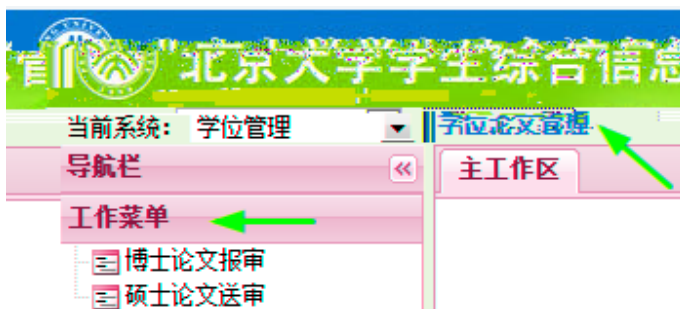 北京大学学生综合信息
当前系统： 学位管理
学位论文管理
导航栏
主工作区
工作菜单
博士论文报审
硕士论文送审